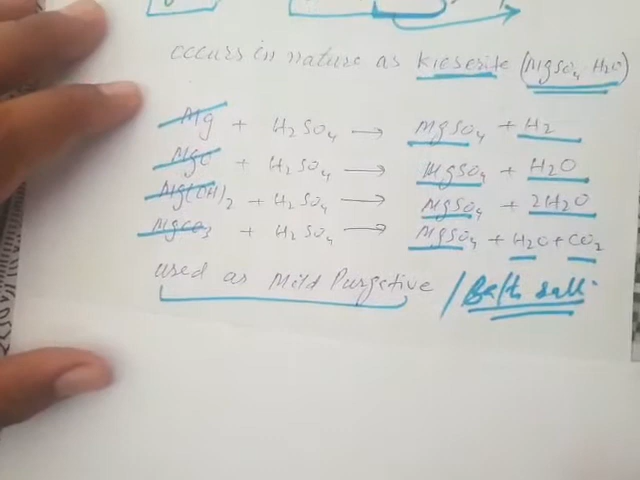 occurs in nature as kieserite (MgSO₄ H₂O)
Mg + H₂SO₄ → MgSO₄ + H₂
MgO + H₂SO₄ → MgSO₄ + H₂O
Mg(OH)₂ + H₂SO₄ → MgSO₄ + 2H₂O
MgCO₃ + H₂SO₄ → MgSO₄ + H₂O + CO₂
used as Mild Purgative / Bath salt